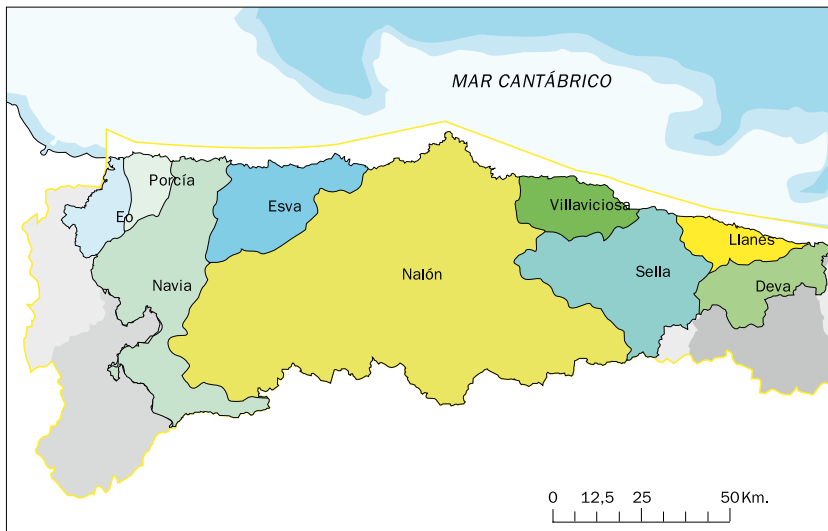 MAR CANTÁBRICO
Porcía
Eo
Esva
Villaviciosa
Llanes
Navia
Nalón
Sella
Deva
0 12,5 25 50 Km.